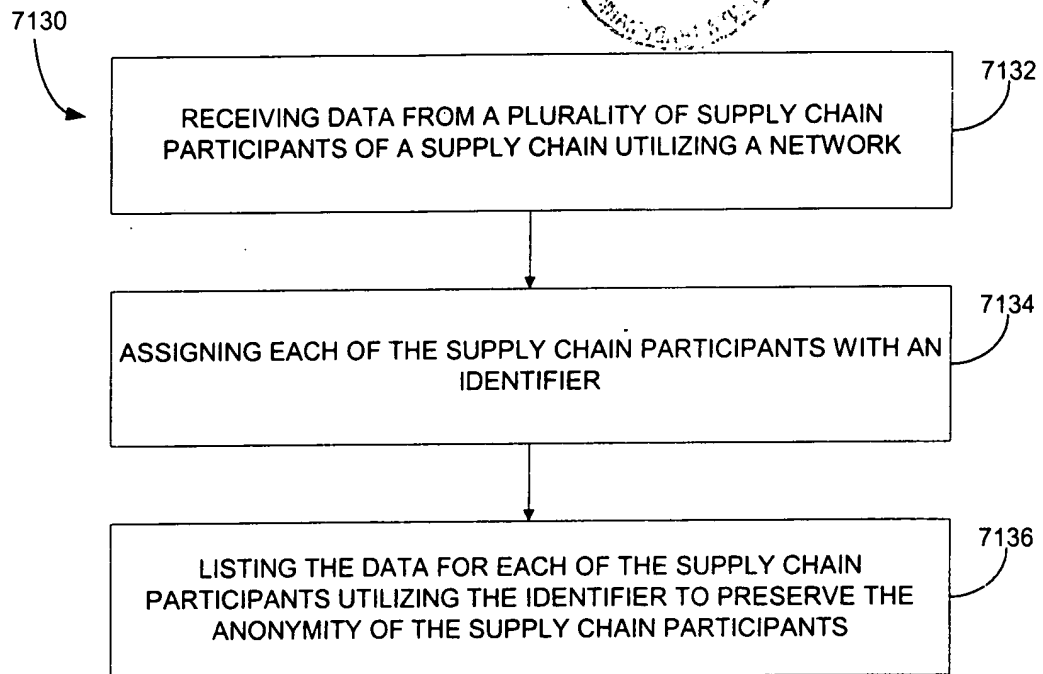 7130
7132
RECEIVING DATA FROM A PLURALITY OF SUPPLY CHAIN
PARTICIPANTS OF A SUPPLY CHAIN UTILIZING A NETWORK
7134
ASSIGNING EACH OF THE SUPPLY CHAIN PARTICIPANTS WITH AN
IDENTIFIER
7136
LISTING THE DATA FOR EACH OF THE SUPPLY CHAIN
PARTICIPANTS UTILIZING THE IDENTIFIER TO PRESERVE THE
ANONYMITY OF THE SUPPLY CHAIN PARTICIPANTS